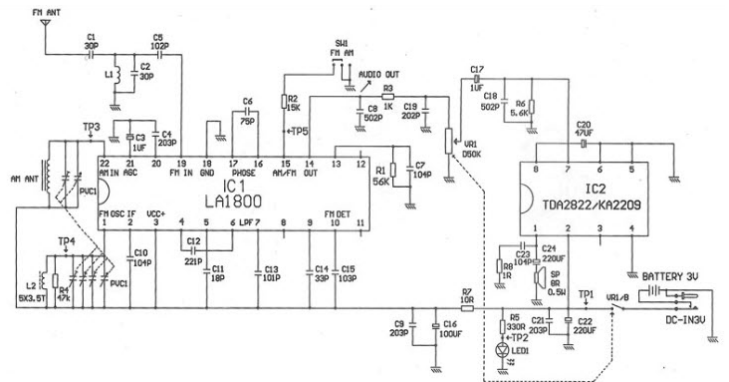 FM ANT
C1
30P
C5
102P
L1
C2
30P
SW1
FM AM
AUDIO OUT
R2
15K
TP5
C6
75P
R3
1K
C8
502P
C19
202P
C17
1UF
C18
502P
R6
5.6K
C20
47UF
VR1
D50K
TP3
C3
1UF
C4
203P
AM ANT
PVC1
22 21 20 19 18 17 16 15 14 13 12
AM IN AGC FM IN GND PHOSE AM/FM OUT
IC1
LA1800
FM OSC IF VCC+ LPF FM DET
1 2 3 4 5 6 7 8 9 10 11
R1
56K
C7
104P
8 7 6 5
IC2
TDA2822/KA2209
1 2 3 4
TP4
L2
5X3.5T
R4
47k
PVC1
C10
104P
C12
221P
C11
18P
C13
101P
C14
33P
C15
103P
C23
104P
C24
220UF
R8
1R
SP
8R
0.5W
BATTERY 3V
DC-IN3V
R7
10R
TP1
VR1/B
C9
203P
C16
100UF
R5
330R
TP2
LED1
C21
203P
C22
220UF